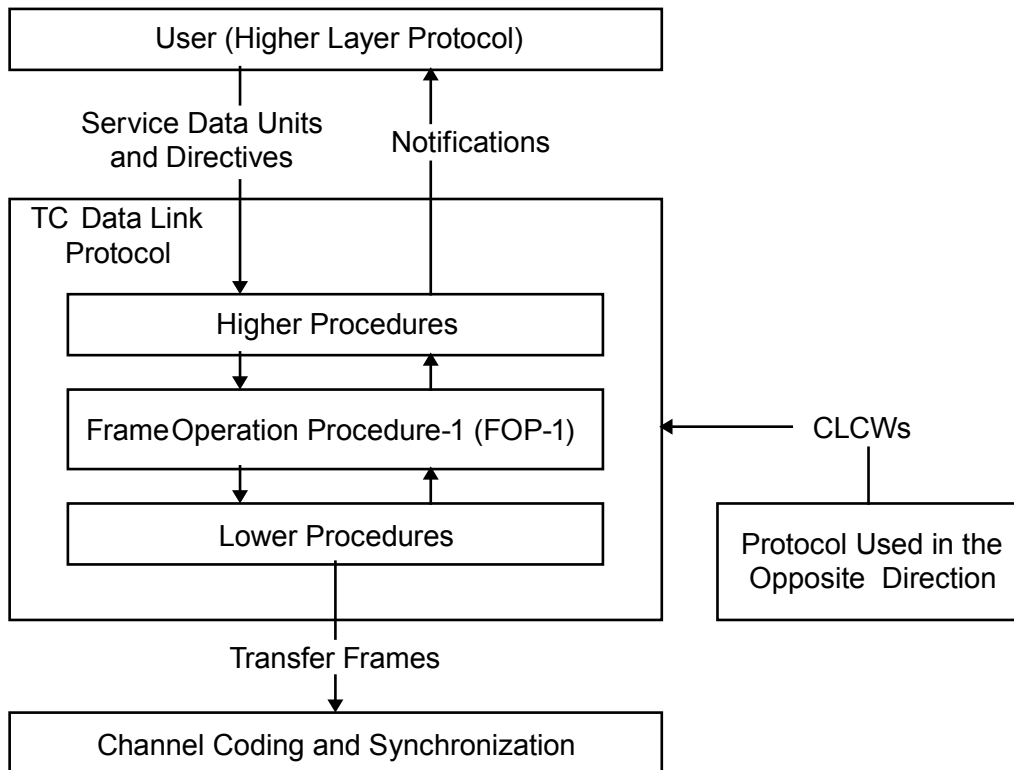 User (Higher Layer Protocol)
Service Data Units
and Directives
Notifications
TC Data Link
Protocol
Higher Procedures
Frame Operation Procedure-1 (FOP-1)
CLCWs
Lower Procedures
Protocol Used in the
Opposite Direction
Transfer Frames
Channel Coding and Synchronization